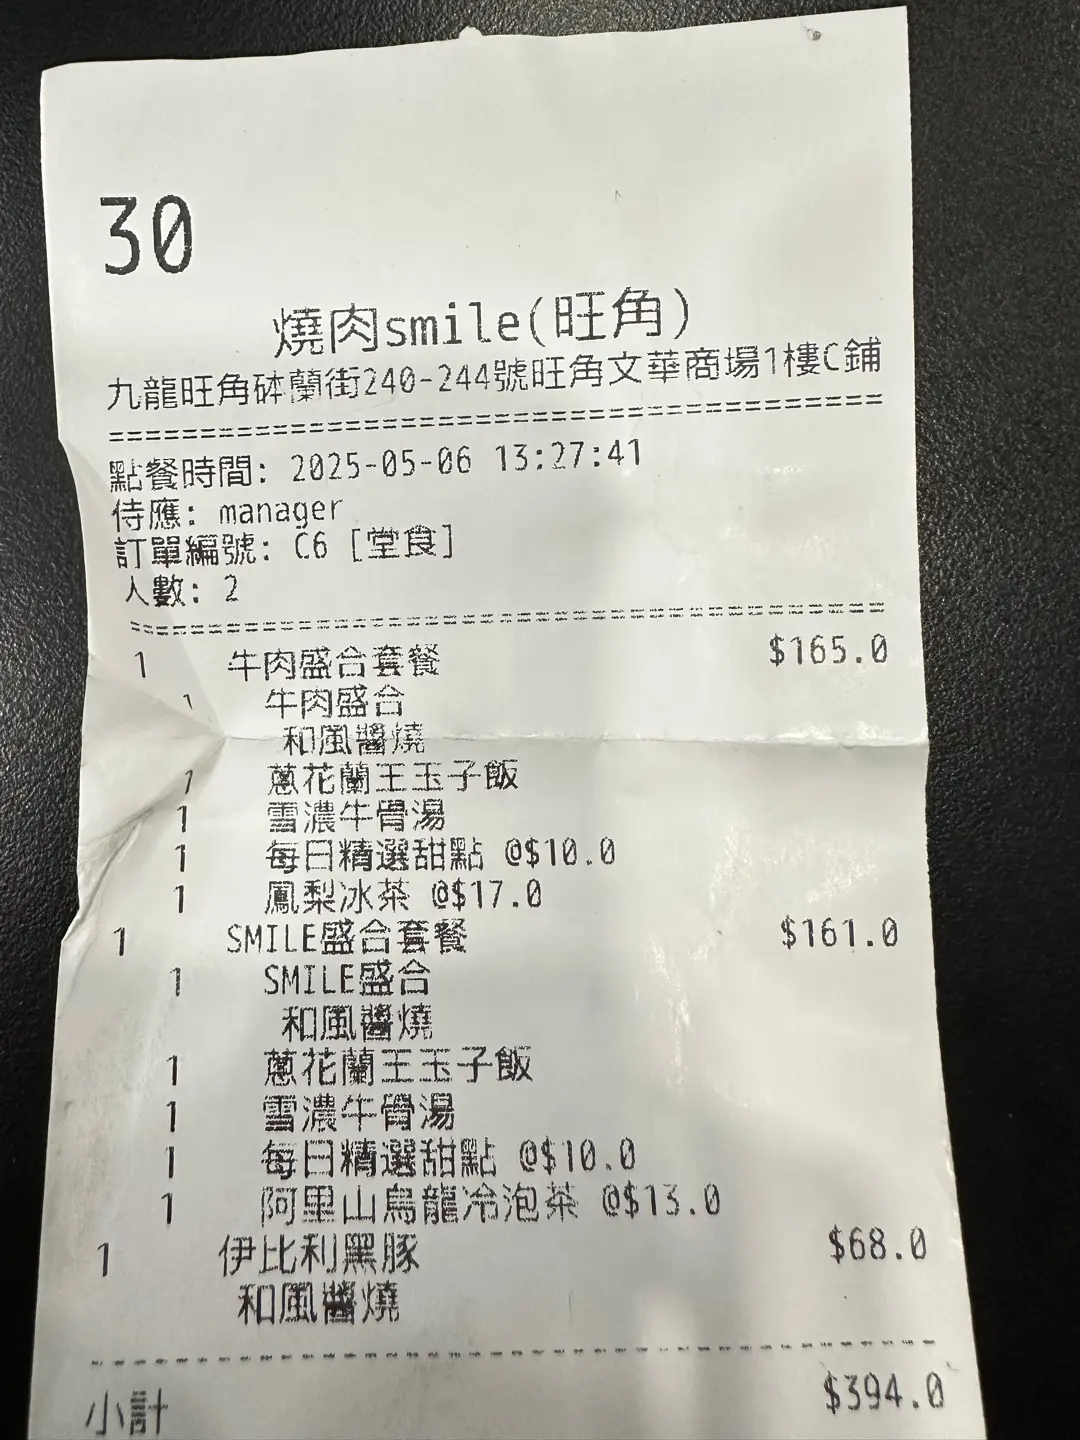 30
燒肉smile(旺角)
九龍旺角砵蘭街240-244號旺角文華商場1樓C鋪
========================================
點餐時間: 2025-05-06 13:27:41
侍應: manager
訂單編號: C6 [堂食]
人數: 2
1 牛肉盛合套餐 $165.0
1 牛肉盛合
和風醬燒
1 蔥花蘭王玉子飯
1 雪濃牛骨湯
1 每日精選甜點 @$10.0
1 鳳梨冰茶 @$17.0
1 SMILE盛合套餐 $161.0
1 SMILE盛合
和風醬燒
1 蔥花蘭王玉子飯
1 雪濃牛骨湯
1 每日精選甜點 @$10.0
1 阿里山烏龍冷泡茶 @$13.0
1 伊比利黑豚 $68.0
和風醬燒
小計 $394.0